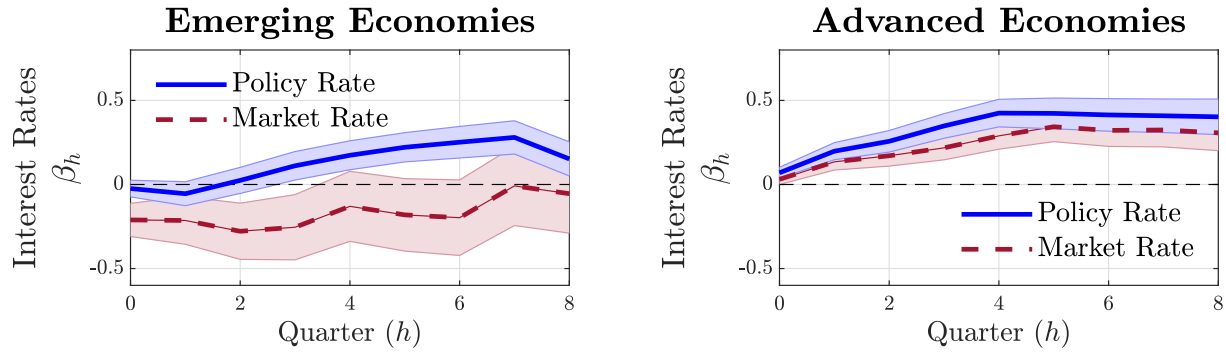 Emerging Economies
Interest Rates
β_h
0.5
0
-0.5
Policy Rate
Market Rate
0 2 4 6 8
Quarter (h)
Advanced Economies
Interest Rates
β_h
0.5
0
-0.5
Policy Rate
Market Rate
0 2 4 6 8
Quarter (h)